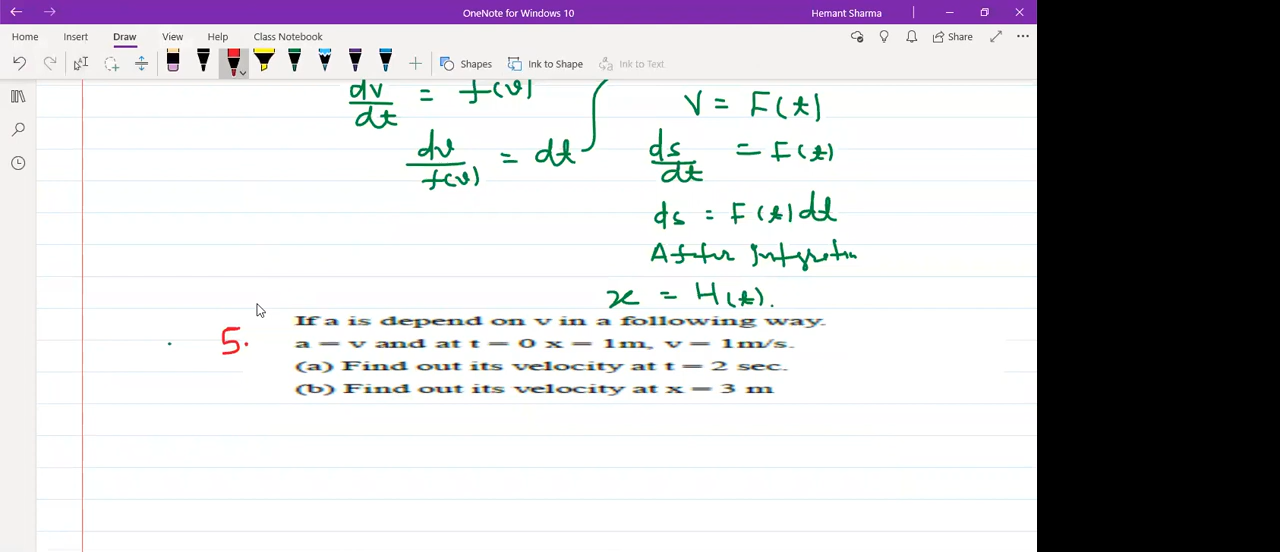 OneNote for Windows 10
Hemant Sharma
Home Insert Draw View Help Class Notebook
Share
Shapes Ink to Shape Ink to Text
dv/dt = f(v)
V = F(t)
dv/f(v) = dt
ds/dt = F(t)
ds = F(t)dt
After Integration
x = H(t).
5. If a is depend on v in a following way.
a = v and at t = 0 x = 1m, v = 1m/s.
(a) Find out its velocity at t = 2 sec.
(b) Find out its velocity at x = 3 m